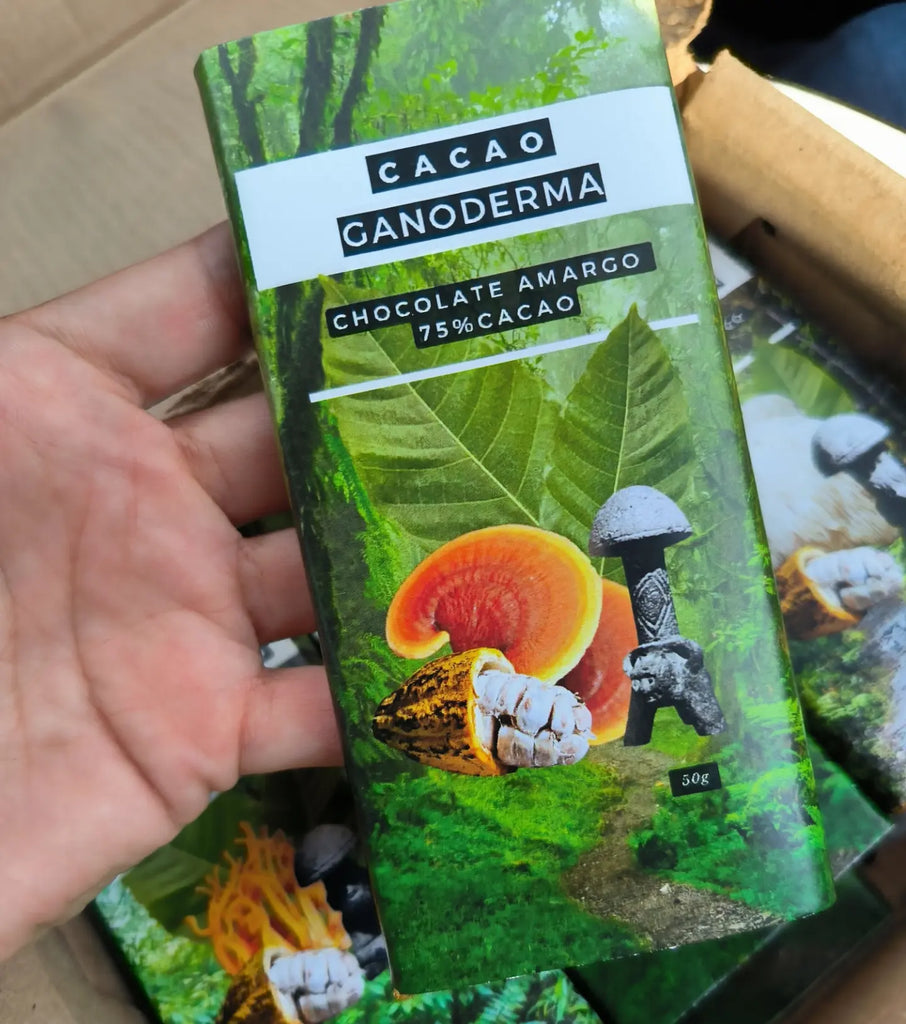 CACAO
GANODERMA
CHOCOLATE AMARGO
75%CACAO
50g